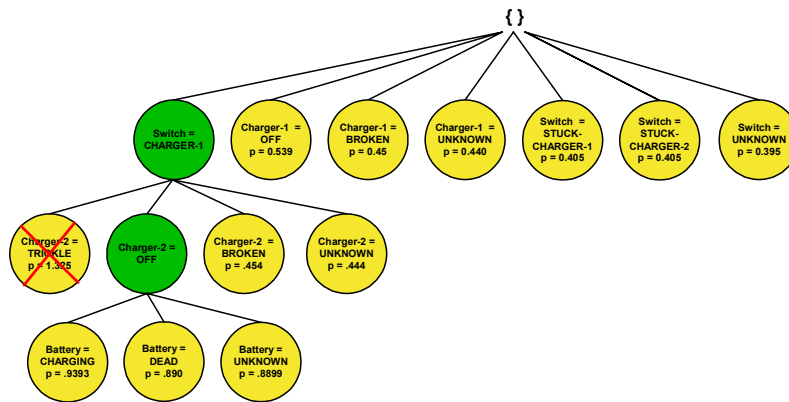 { }
Switch =
CHARGER-1
Charger-1 =
OFF
p = 0.539
Charger-1 =
BROKEN
p = 0.45
Charger-1 =
UNKNOWN
p = 0.440
Switch =
STUCK-
CHARGER-1
p = 0.405
Switch =
STUCK-
CHARGER-2
p = 0.405
Switch =
UNKNOWN
p = 0.395
Charger-2 =
TRICKLE
p = 1.325
Charger-2 =
OFF
Charger-2 =
BROKEN
p = .454
Charger-2 =
UNKNOWN
p = .444
Battery =
CHARGING
p = .9393
Battery =
DEAD
p = .890
Battery =
UNKNOWN
p = .8899